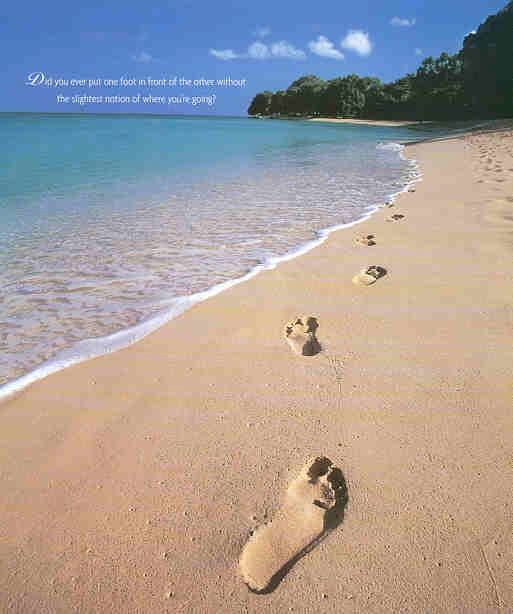 Did you ever put one foot in front of the other without
the slightest notion of where you're going?